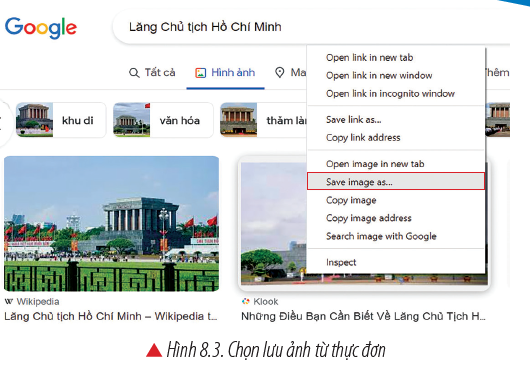 Google
Lăng Chủ tịch Hồ Chí Minh
Tất cả
Hình ảnh
Ma
Thêm
khu di
văn hóa
thăm lăn
Open link in new tab
Open link in new window
Open link in incognito window
Save link as...
Copy link address
Open image in new tab
Save image as...
Copy image
Copy image address
Search image with Google
Inspect
W Wikipedia
Lăng Chủ tịch Hồ Chí Minh – Wikipedia t...
Klook
Những Điều Bạn Cần Biết Về Lăng Chủ Tịch H...
▲ Hình 8.3. Chọn lưu ảnh từ thực đơn